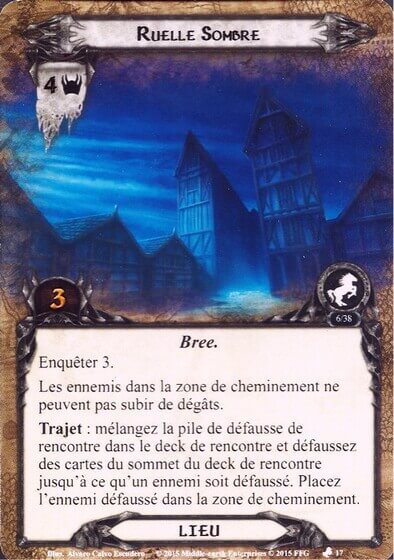 Ruelle Sombre
4
3
6/38
Bree.
Enquêter 3.
Les ennemis dans la zone de cheminement ne
peuvent pas subir de dégâts.
Trajet : mélangez la pile de défausse de
rencontre dans le deck de rencontre et défaussez
des cartes du sommet du deck de rencontre
jusqu'à ce qu'un ennemi soit défaussé. Placez
l'ennemi défaussé dans la zone de cheminement.
LIEU
Illus. Alvaro Calvo Escudero © 2015 Middle-earth Enterprises © 2015 FFG 17